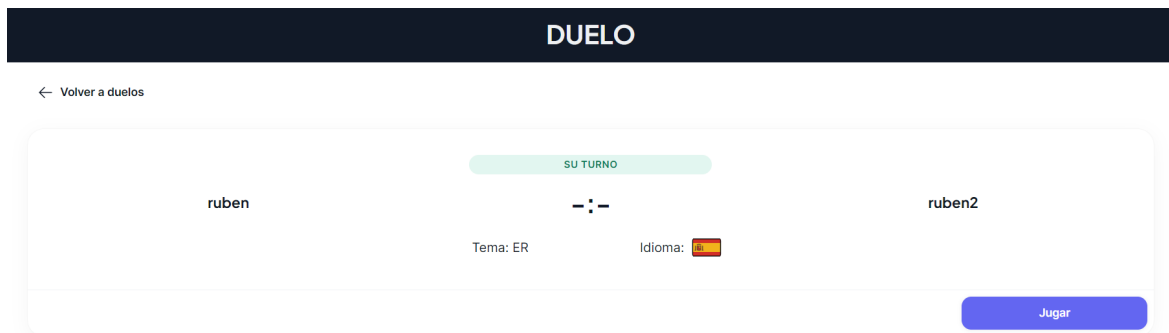 DUELO
← Volver a duelos
SU TURNO
ruben -:- ruben2
Tema: ER Idioma:
Jugar